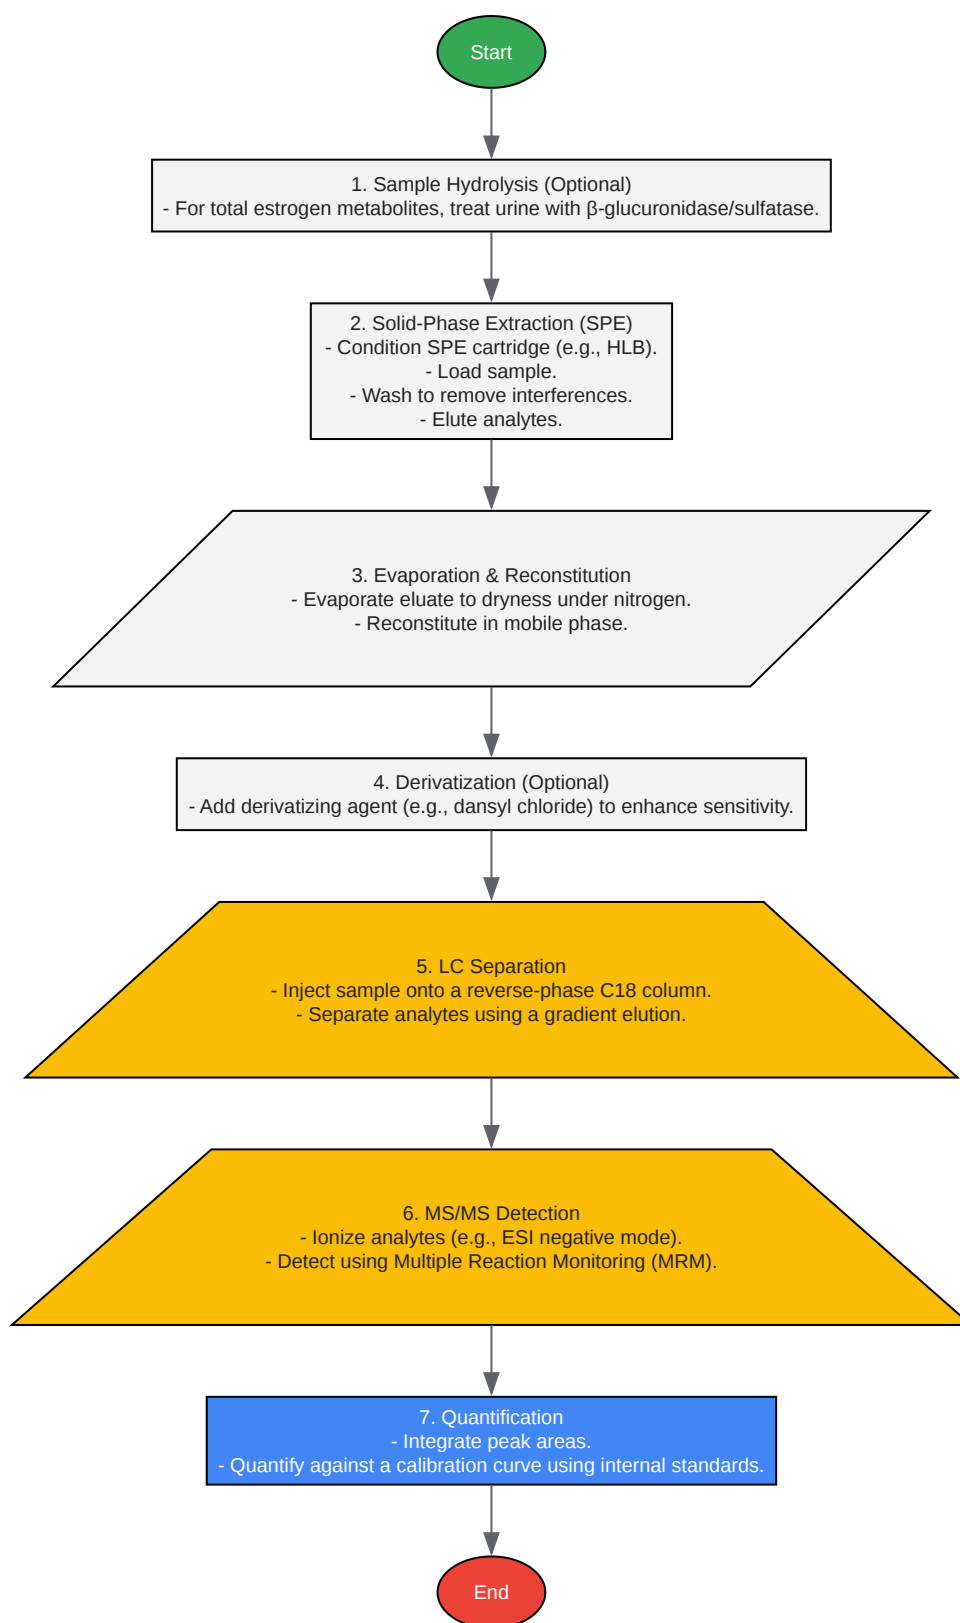 Start
1. Sample Hydrolysis (Optional)
- For total estrogen metabolites, treat urine with β-glucuronidase/sulfatase.
2. Solid-Phase Extraction (SPE)
- Condition SPE cartridge (e.g., HLB).
- Load sample.
- Wash to remove interferences.
- Elute analytes.
3. Evaporation & Reconstitution
- Evaporate eluate to dryness under nitrogen.
- Reconstitute in mobile phase.
4. Derivatization (Optional)
- Add derivatizing agent (e.g., dansyl chloride) to enhance sensitivity.
5. LC Separation
- Inject sample onto a reverse-phase C18 column.
- Separate analytes using a gradient elution.
6. MS/MS Detection
- Ionize analytes (e.g., ESI negative mode).
- Detect using Multiple Reaction Monitoring (MRM).
7. Quantification
- Integrate peak areas.
- Quantify against a calibration curve using internal standards.
End